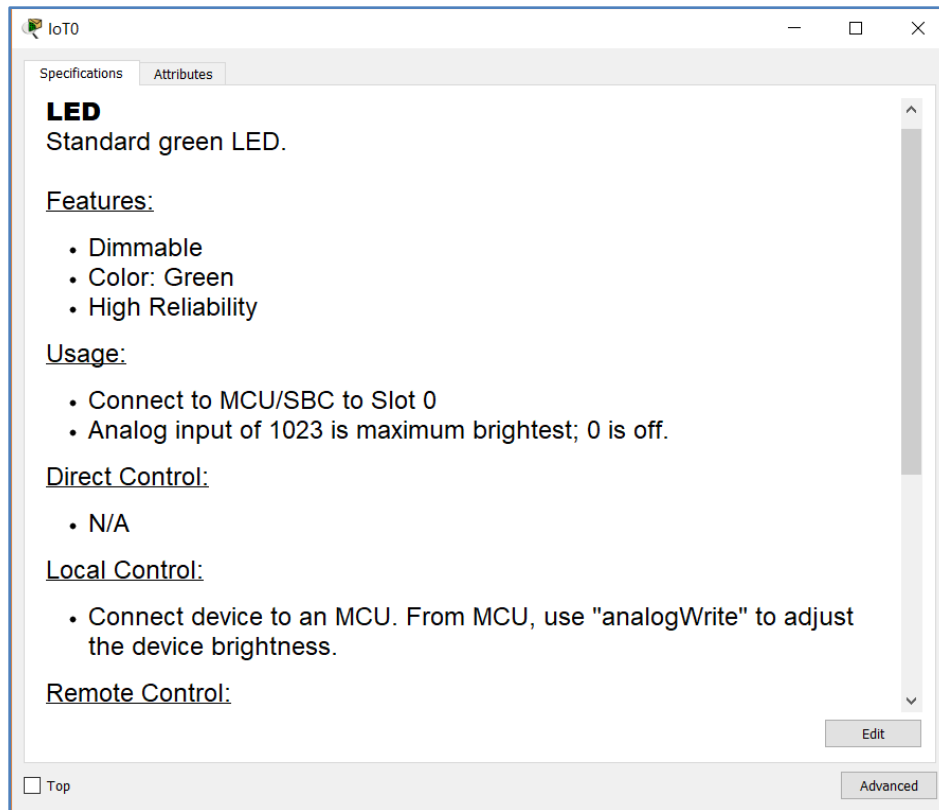 IoT0
Specifications
Attributes
LED
Standard green LED.
Features:
• Dimmable
• Color: Green
• High Reliability
Usage:
• Connect to MCU/SBC to Slot 0
• Analog input of 1023 is maximum brightest; 0 is off.
Direct Control:
• N/A
Local Control:
• Connect device to an MCU. From MCU, use "analogWrite" to adjust
the device brightness.
Remote Control:
Edit
Top
Advanced